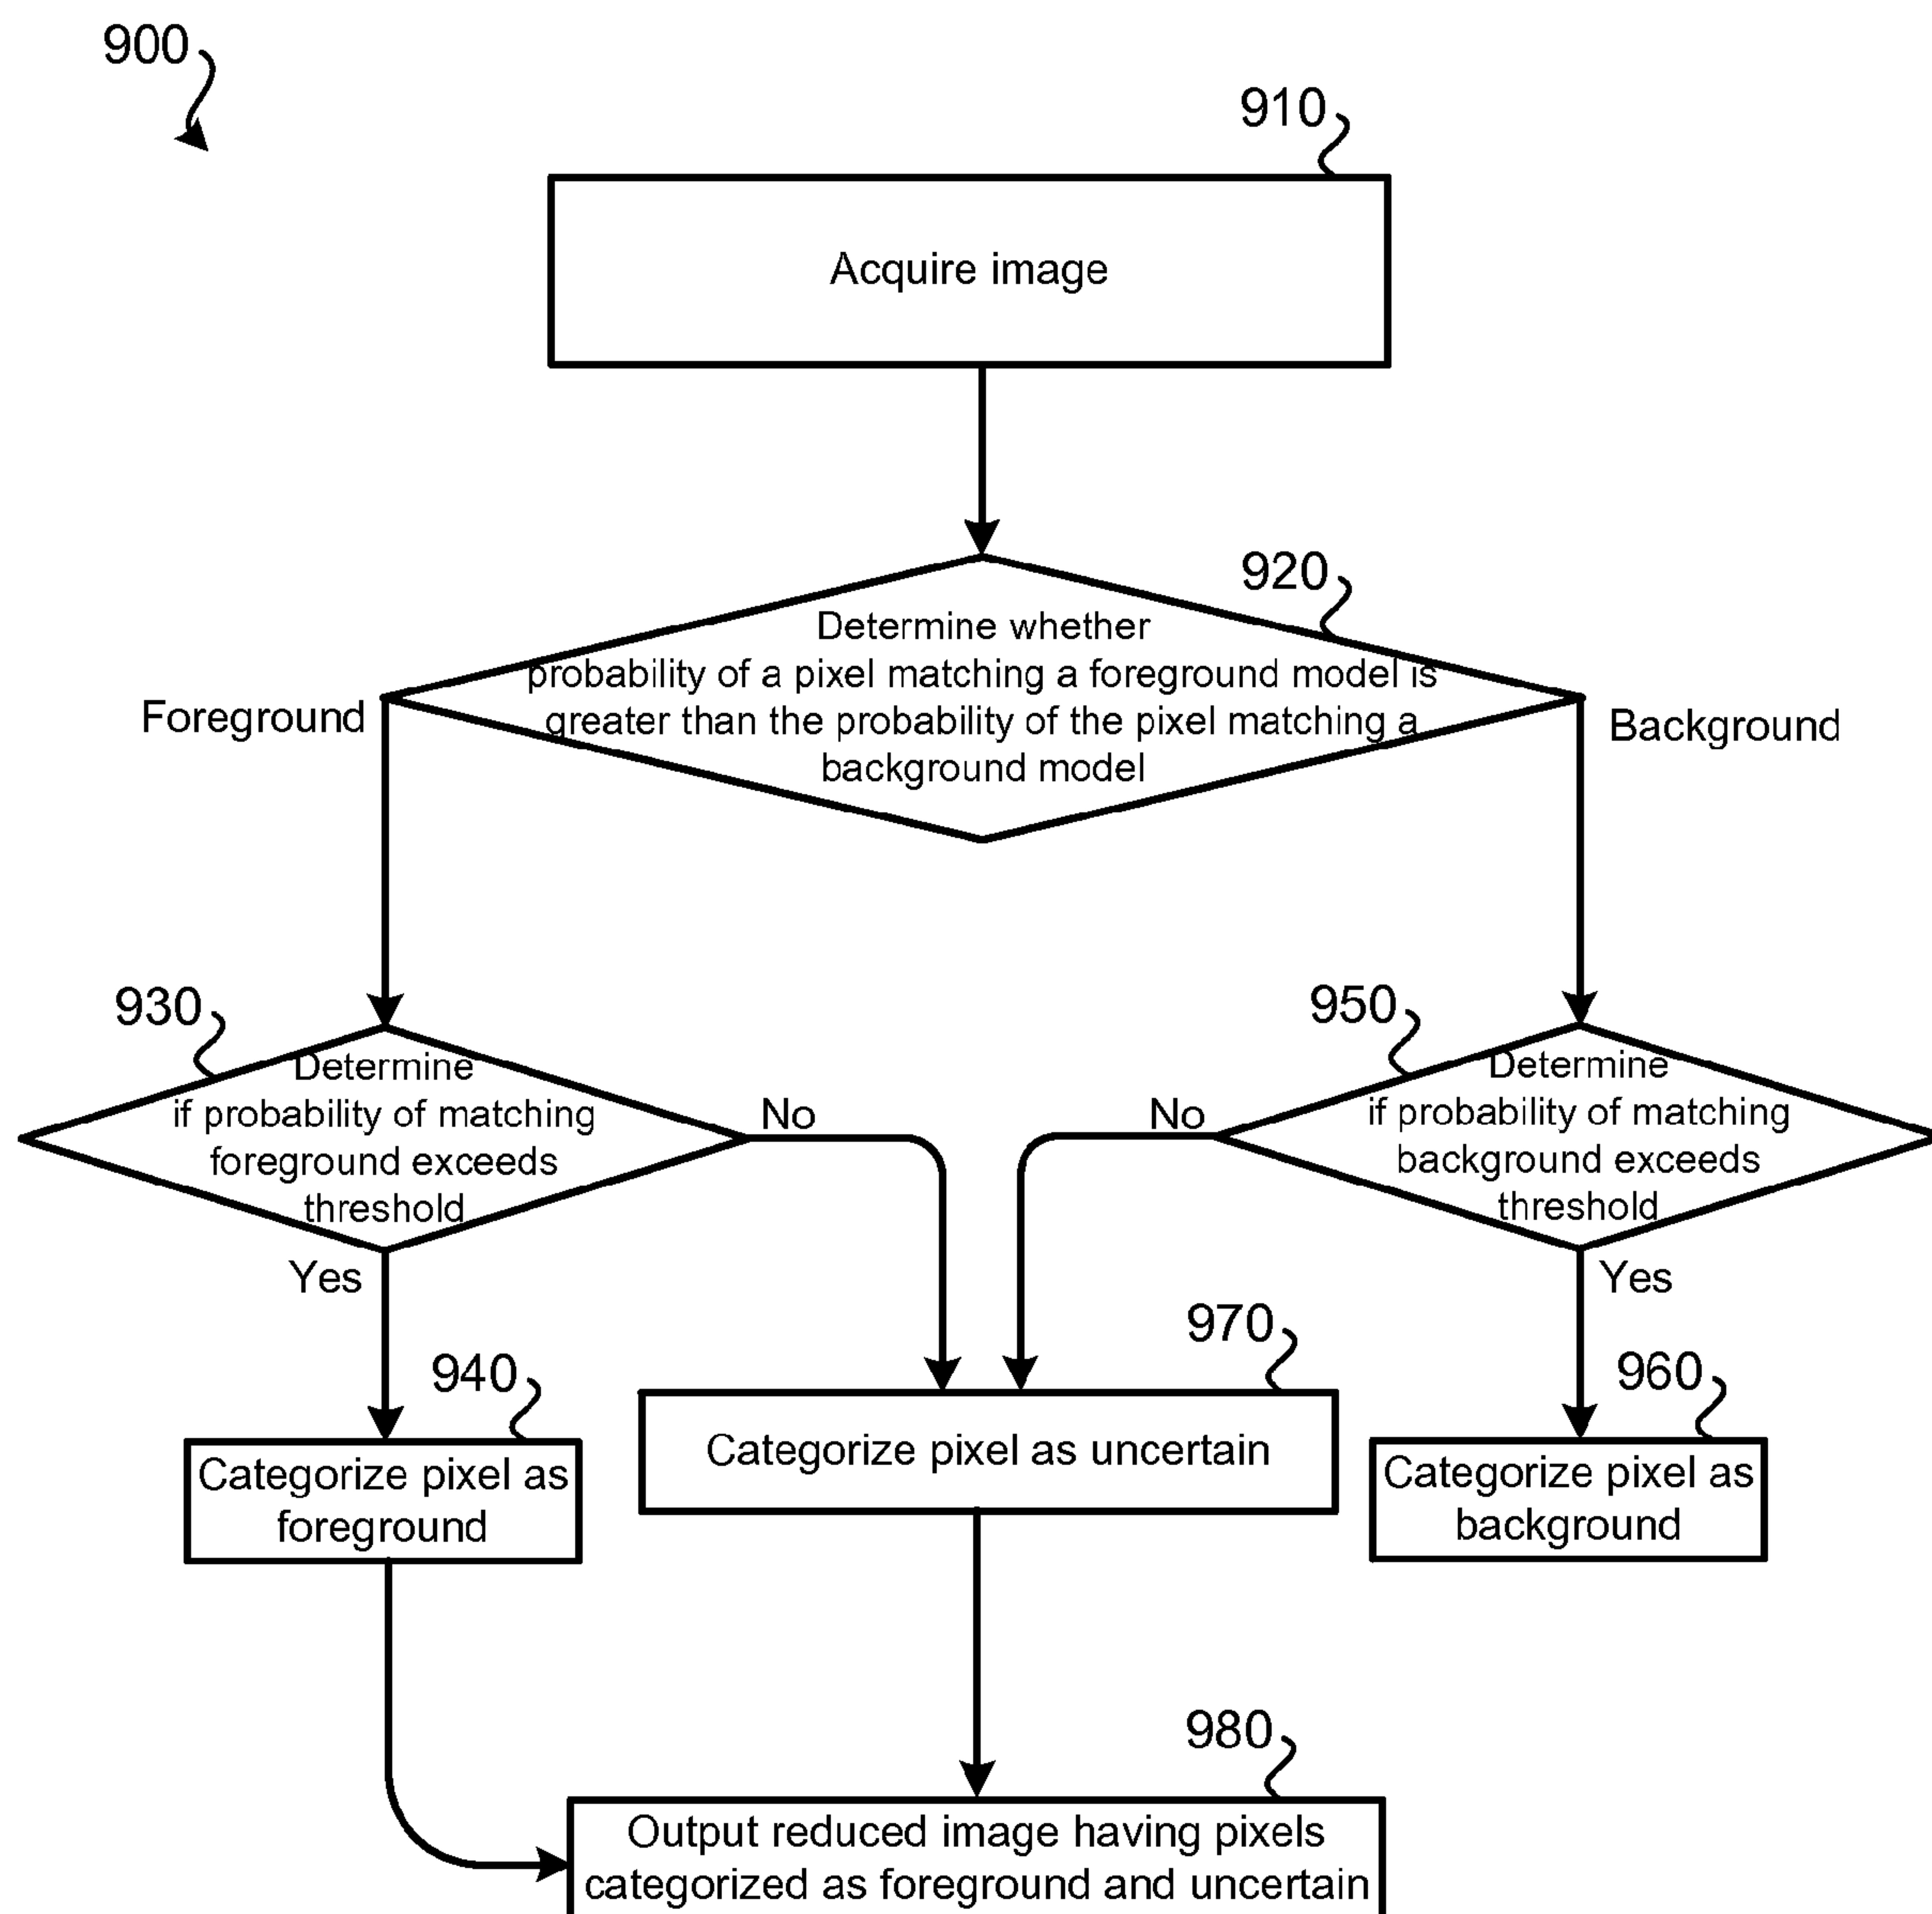 900
910
Acquire image
920
Determine whether
probability of a pixel matching a foreground model is
greater than the probability of the pixel matching a
background model
Foreground
Background
930
Determine
if probability of matching
foreground exceeds
threshold
No
Yes
950
Determine
if probability of matching
background exceeds
threshold
No
Yes
940
Categorize pixel as
foreground
970
Categorize pixel as uncertain
960
Categorize pixel as
background
980
Output reduced image having pixels
categorized as foreground and uncertain